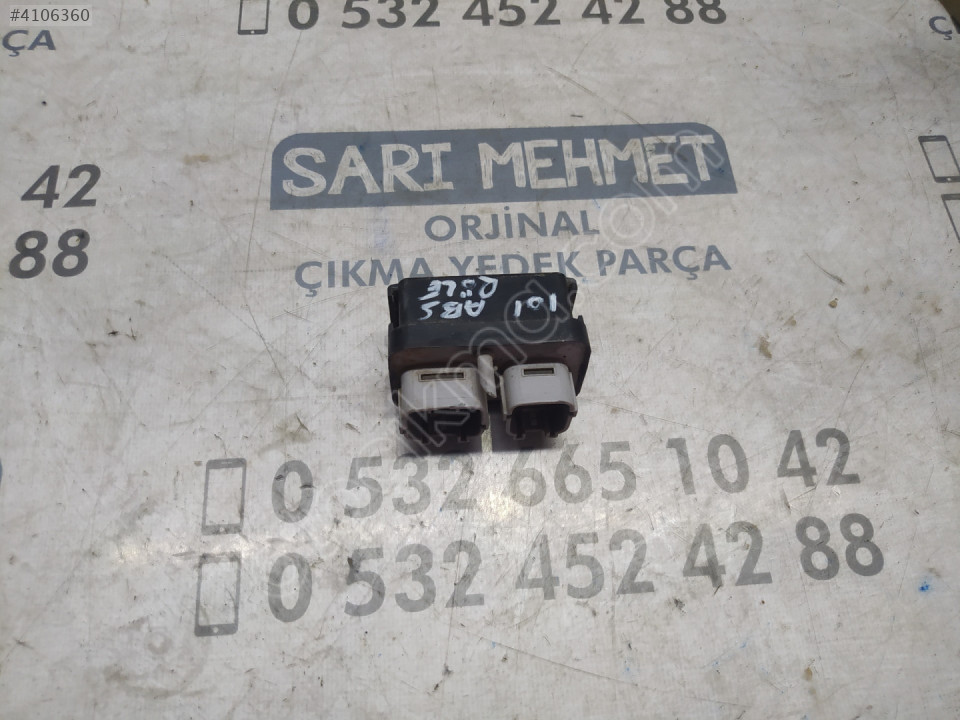 #4106360
0 532 452 42 88
ÇA
42
88
SARI MEHMET
ORJİNAL
ÇIKMA YEDEK PARÇA
101 ABS
RÖLE
0 532 665 10 42
0 532 452 42 88